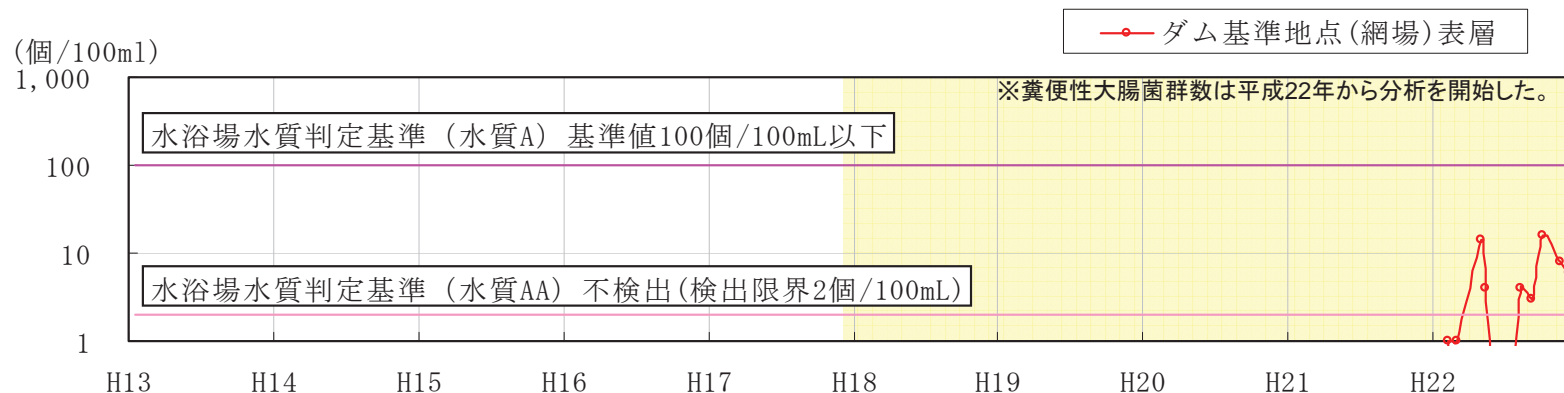 ダム基準地点(網場)表層
(個/100ml)
1,000
※糞便性大腸菌群数は平成22年から分析を開始した。
水浴場水質判定基準（水質A）基準値100個/100mL以下
100
10
水浴場水質判定基準（水質AA）不検出(検出限界2個/100mL)
1
H13 H14 H15 H16 H17 H18 H19 H20 H21 H22